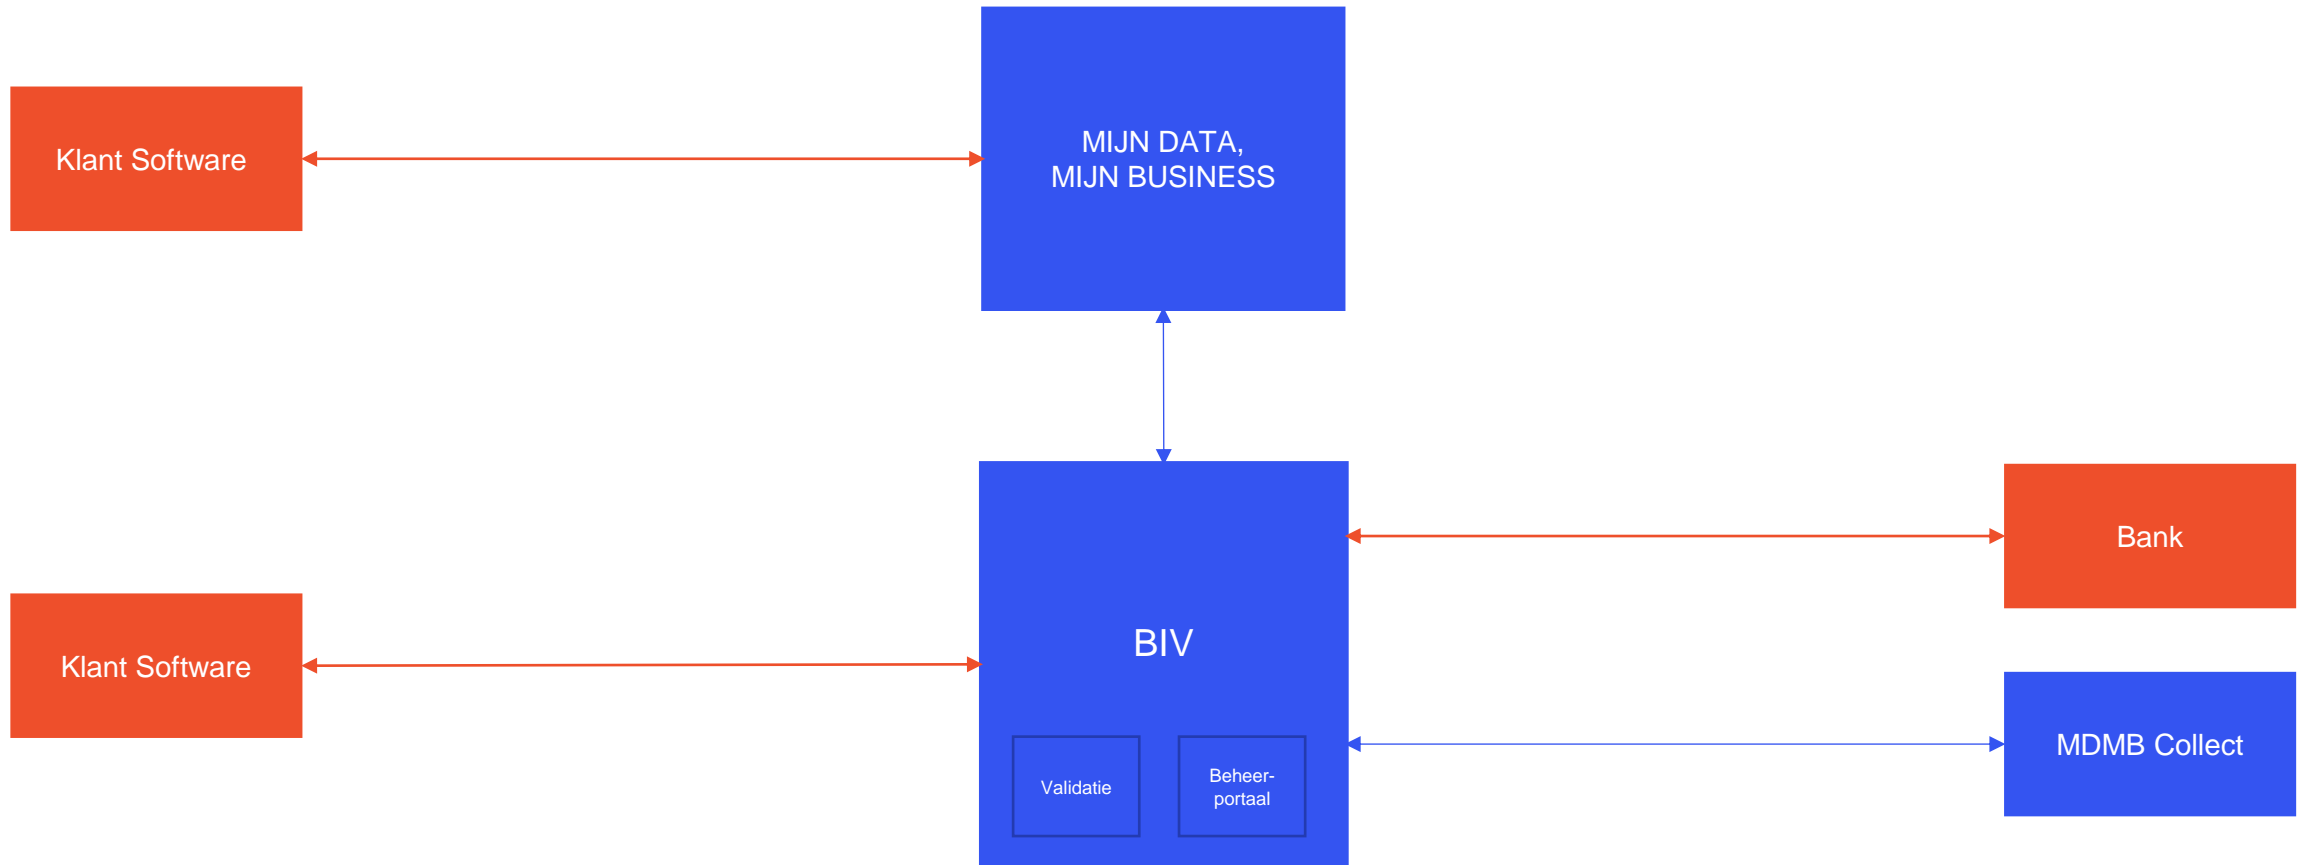 MIJN DATA,
MIJN BUSINESS
Klant Software
Bank
BIV
Klant Software
MDMB Collect
Validatie
Beheer-
portaal